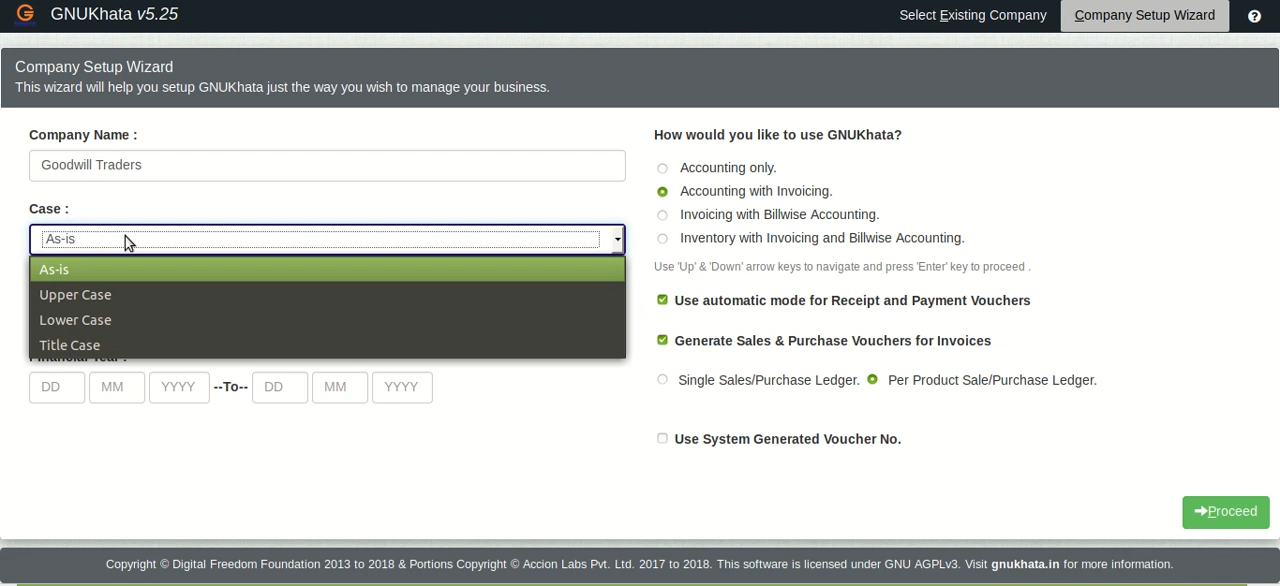 GNUKhata v5.25
Select Existing Company
Company Setup Wizard
?
Company Setup Wizard
This wizard will help you setup GNUKhata just the way you wish to manage your business.
Company Name :
Goodwill Traders
Case :
As-is
As-is
Upper Case
Lower Case
Title Case
Financial Year :
DD MM YYYY --To-- DD MM YYYY
How would you like to use GNUKhata?
Accounting only.
Accounting with Invoicing.
Invoicing with Billwise Accounting.
Inventory with Invoicing and Billwise Accounting.
Use 'Up' & 'Down' arrow keys to navigate and press 'Enter' key to proceed .
Use automatic mode for Receipt and Payment Vouchers
Generate Sales & Purchase Vouchers for Invoices
Single Sales/Purchase Ledger. Per Product Sale/Purchase Ledger.
Use System Generated Voucher No.
Proceed
Copyright © Digital Freedom Foundation 2013 to 2018 & Portions Copyright © Accion Labs Pvt. Ltd. 2017 to 2018. This software is licensed under GNU AGPLv3. Visit gnukhata.in for more information.